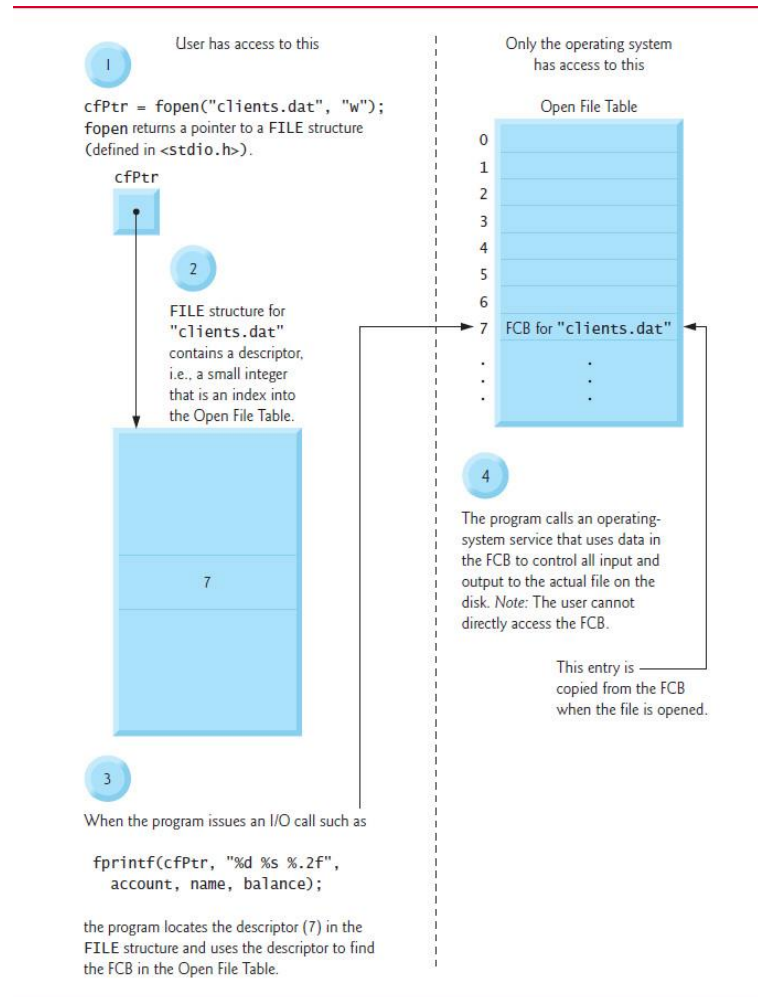 User has access to this
1
cfPtr = fopen("clients.dat", "w");
fopen returns a pointer to a FILE structure
(defined in <stdio.h>).
cfPtr
2
FILE structure for
"clients.dat"
contains a descriptor,
i.e., a small integer
that is an index into
the Open File Table.
7
3
When the program issues an I/O call such as
fprintf(cfPtr, "%d %s %.2f",
account, name, balance);
the program locates the descriptor (7) in the
FILE structure and uses the descriptor to find
the FCB in the Open File Table.
Only the operating system
has access to this
Open File Table
0
1
2
3
4
5
6
7 FCB for "clients.dat"
. .
. .
. .
4
The program calls an operating-
system service that uses data in
the FCB to control all input and
output to the actual file on the
disk. Note: The user cannot
directly access the FCB.
This entry is
copied from the FCB
when the file is opened.